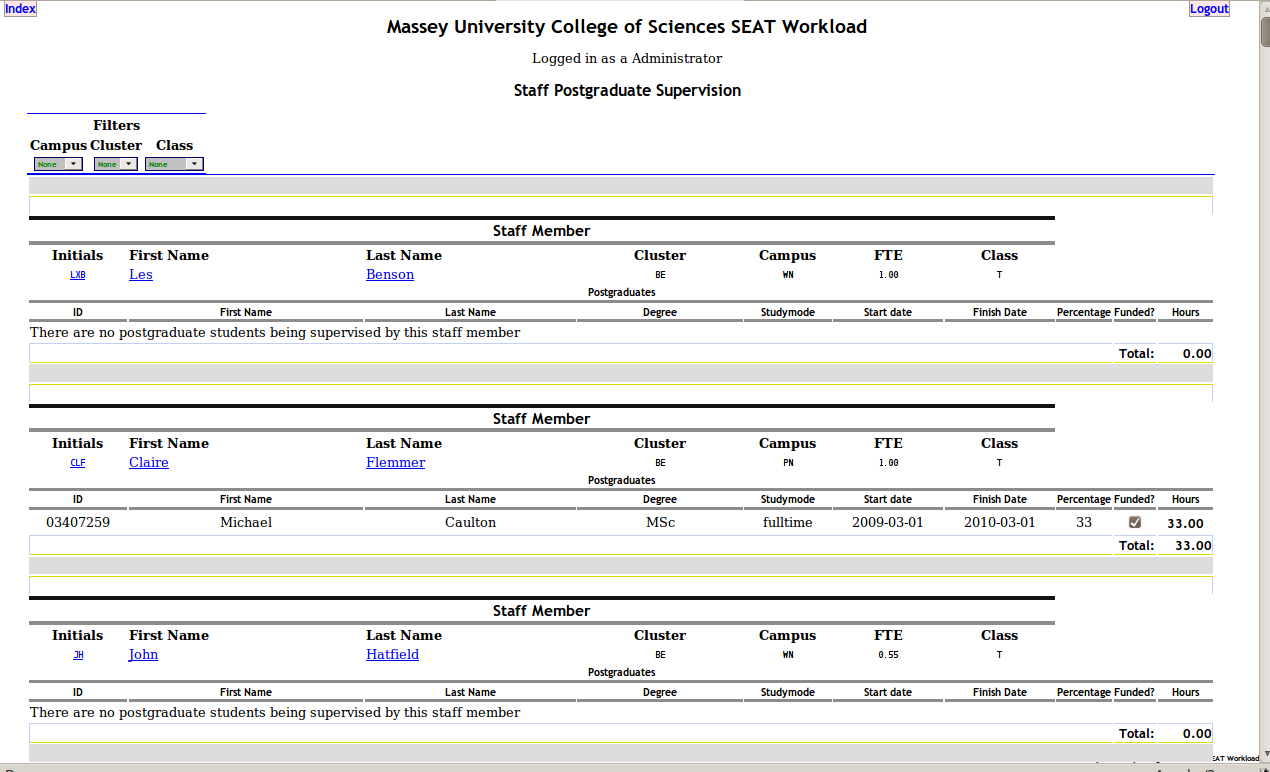 Index
Logout
Massey University College of Sciences SEAT Workload
Logged in as a Administrator
Staff Postgraduate Supervision
Filters
Campus Cluster Class
None None None
Staff Member
Initials First Name Last Name Cluster Campus FTE Class
LXB Les Benson BE WN 1.00 T
Postgraduates
ID First Name Last Name Degree Studymode Start date Finish Date Percentage Funded? Hours
There are no postgraduate students being supervised by this staff member
Total: 0.00
Staff Member
Initials First Name Last Name Cluster Campus FTE Class
CLF Claire Flemmer BE PN 1.00 T
Postgraduates
ID First Name Last Name Degree Studymode Start date Finish Date Percentage Funded? Hours
03407259 Michael Caulton MSc fulltime 2009-03-01 2010-03-01 33 33.00
Total: 33.00
Staff Member
Initials First Name Last Name Cluster Campus FTE Class
JH John Hatfield BE WN 0.55 T
Postgraduates
ID First Name Last Name Degree Studymode Start date Finish Date Percentage Funded? Hours
There are no postgraduate students being supervised by this staff member
Total: 0.00
EAT Workload